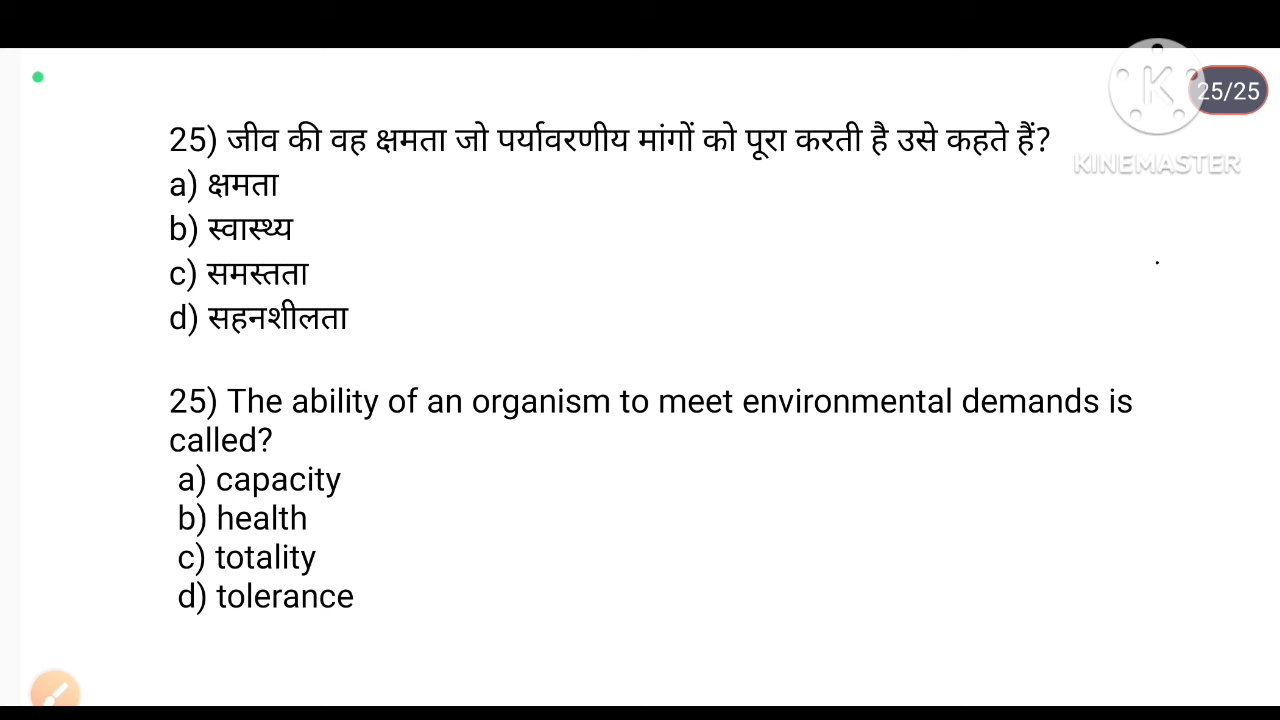 25/25
KINEMASTER
25) जीव की वह क्षमता जो पर्यावरणीय मांगों को पूरा करती है उसे कहते हैं?
a) क्षमता
b) स्वास्थ्य
c) समस्तता
d) सहनशीलता
25) The ability of an organism to meet environmental demands is
called?
a) capacity
b) health
c) totality
d) tolerance